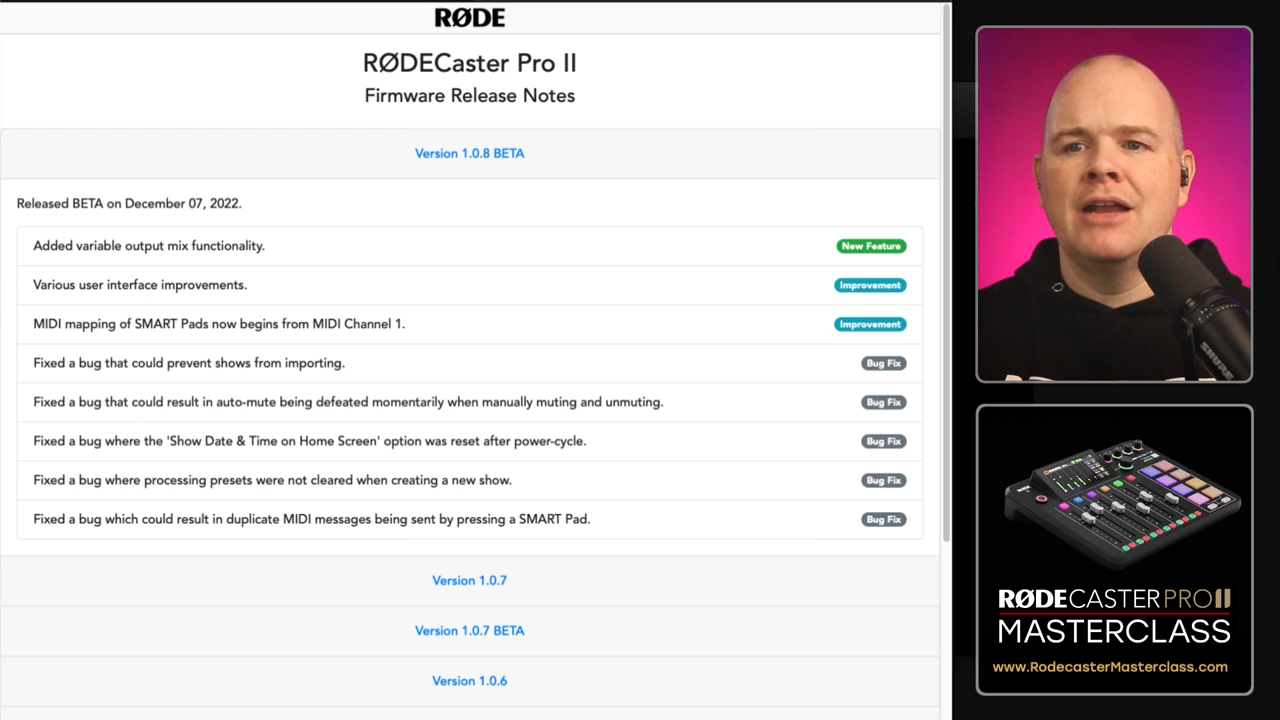 RØDE
RØDECaster Pro II
Firmware Release Notes
Version 1.0.8 BETA
Released BETA on December 07, 2022.
Added variable output mix functionality. New Feature
Various user interface improvements. Improvement
MIDI mapping of SMART Pads now begins from MIDI Channel 1. Improvement
Fixed a bug that could prevent shows from importing. Bug Fix
Fixed a bug that could result in auto-mute being defeated momentarily when manually muting and unmuting. Bug Fix
Fixed a bug where the 'Show Date & Time on Home Screen' option was reset after power-cycle. Bug Fix
Fixed a bug where processing presets were not cleared when creating a new show. Bug Fix
Fixed a bug which could result in duplicate MIDI messages being sent by pressing a SMART Pad. Bug Fix
Version 1.0.7
Version 1.0.7 BETA
Version 1.0.6
SHURE
RØDE
RØDECASTERPROII
MASTERCLASS
www.RodecasterMasterclass.com